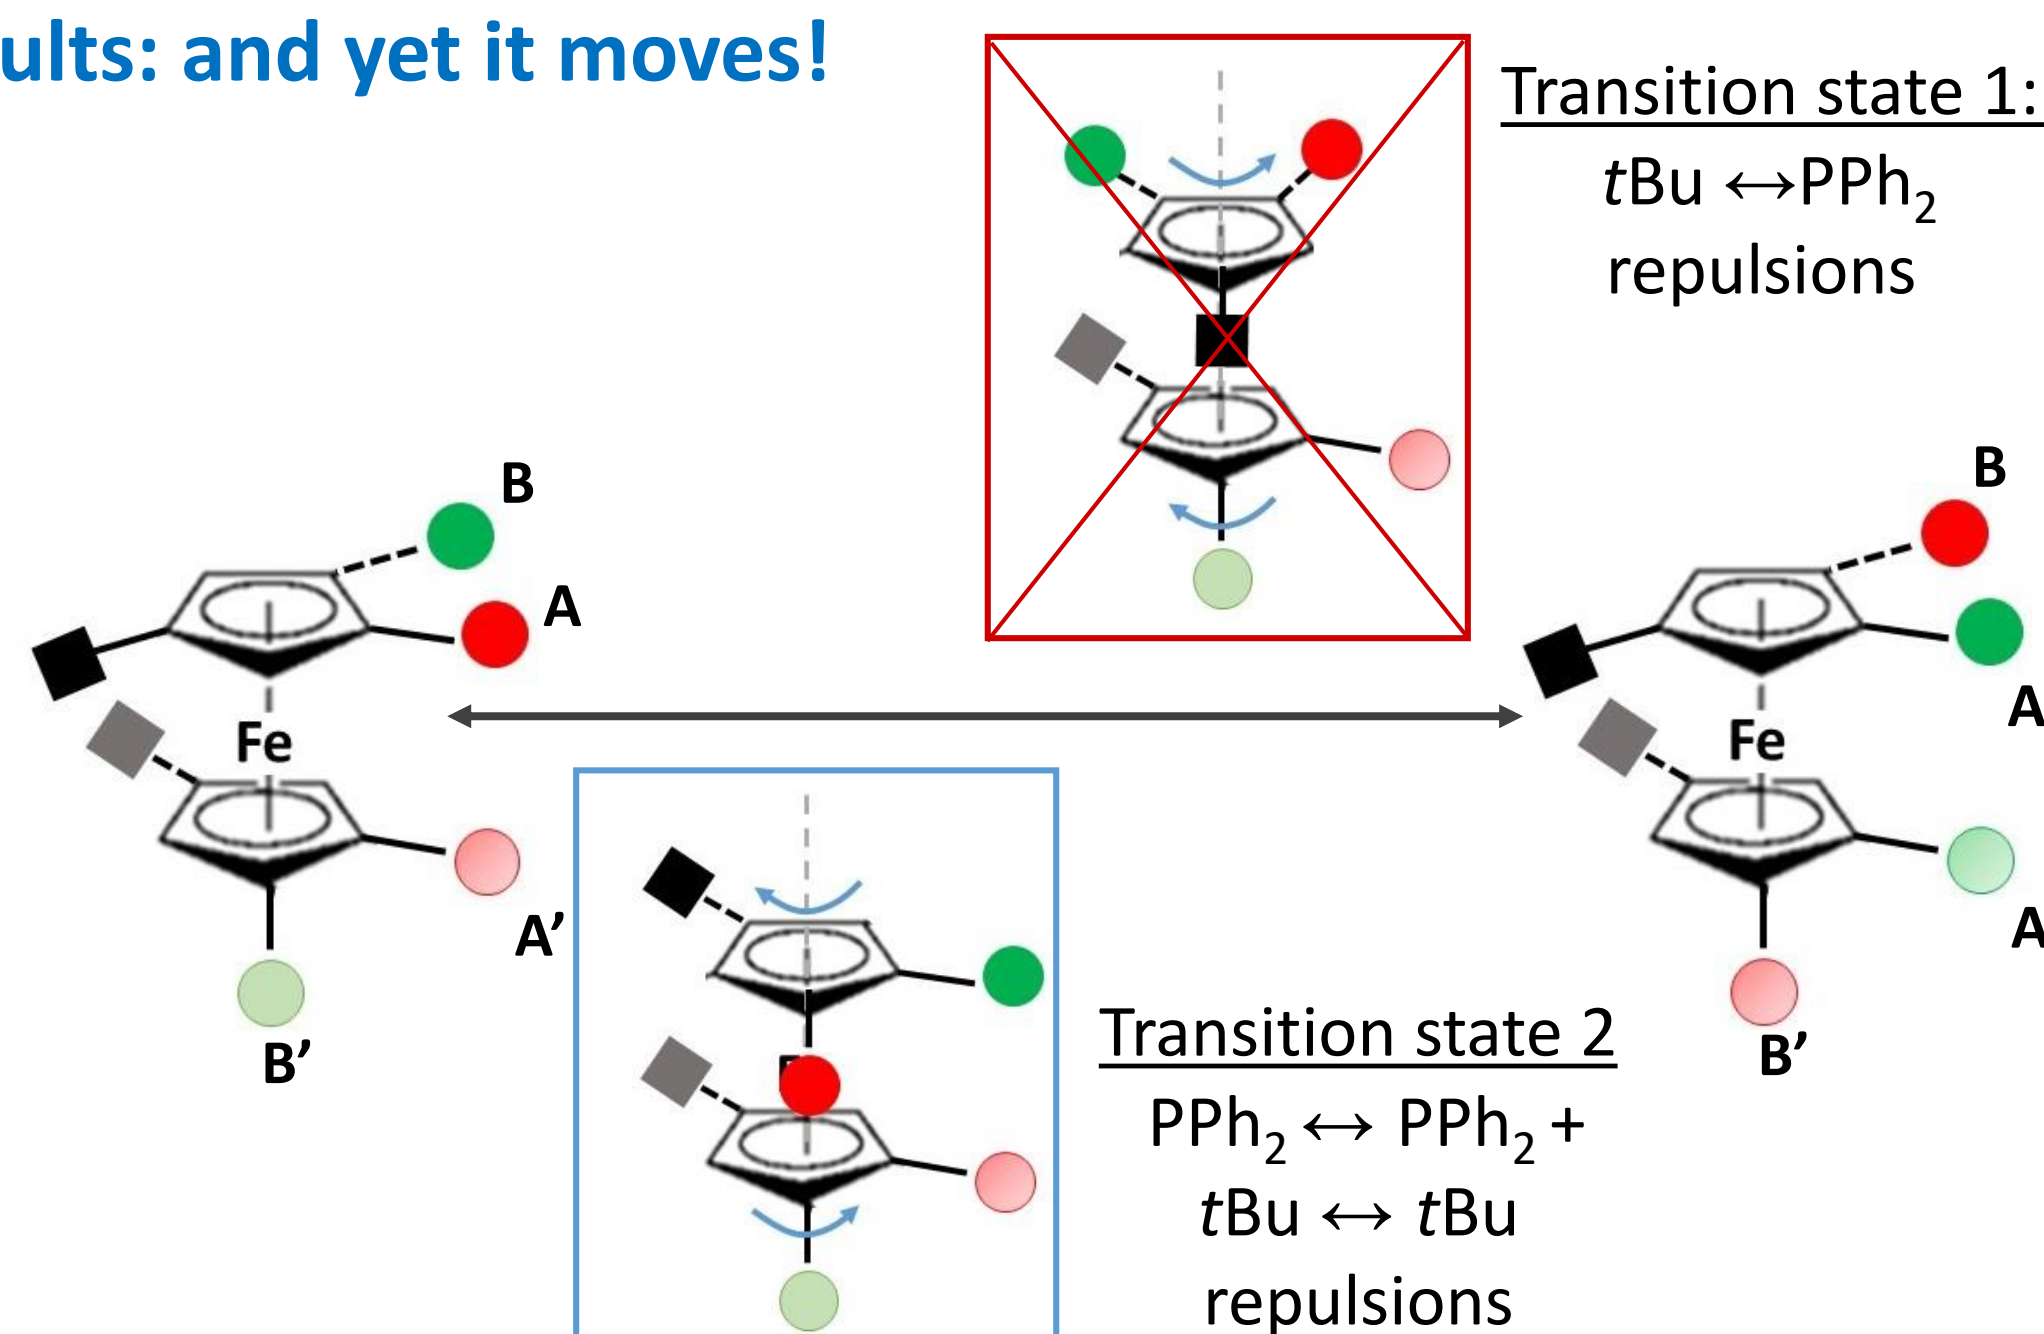 ults: and yet it moves!
Transition state 1:
tBu ↔PPh₂
repulsions
B
A
Fe
A’
B’
B
A
Fe
A
B’
Transition state 2
PPh₂ ↔ PPh₂ +
tBu ↔ tBu
repulsions